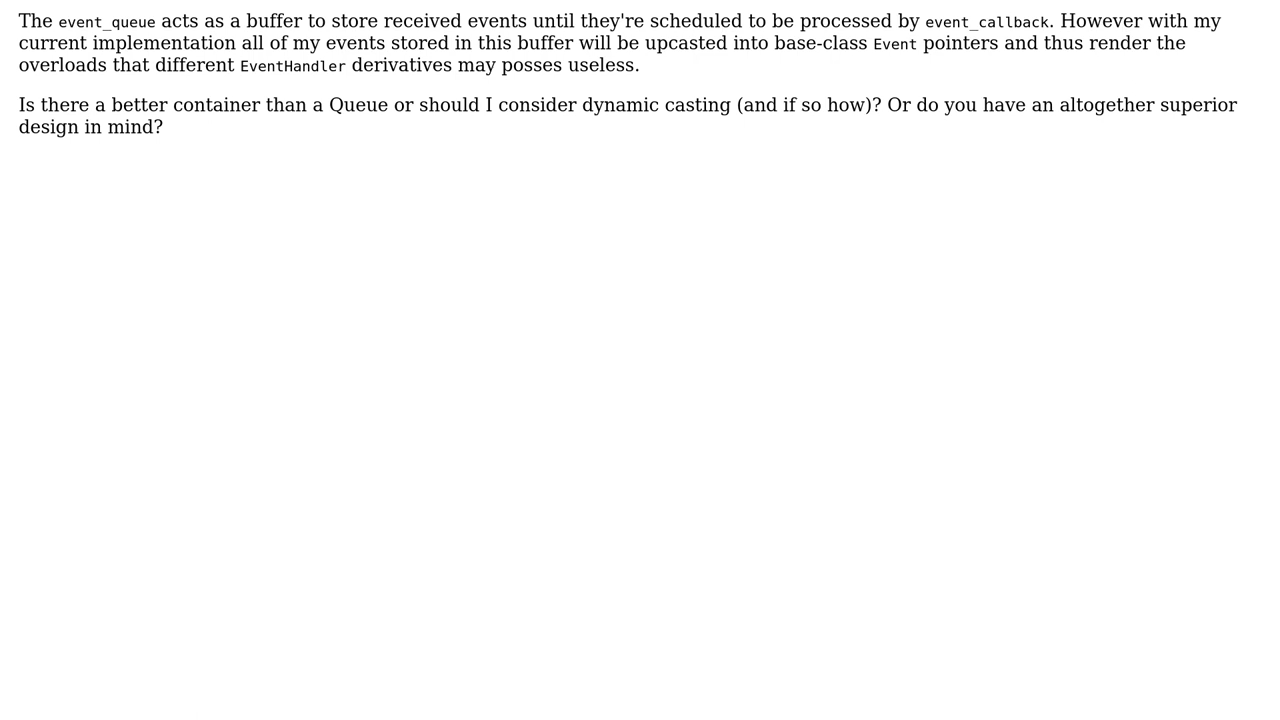 The event_queue acts as a buffer to store received events until they're scheduled to be processed by event_callback. However with my
current implementation all of my events stored in this buffer will be upcasted into base-class Event pointers and thus render the
overloads that different EventHandler derivatives may posses useless.
Is there a better container than a Queue or should I consider dynamic casting (and if so how)? Or do you have an altogether superior
design in mind?